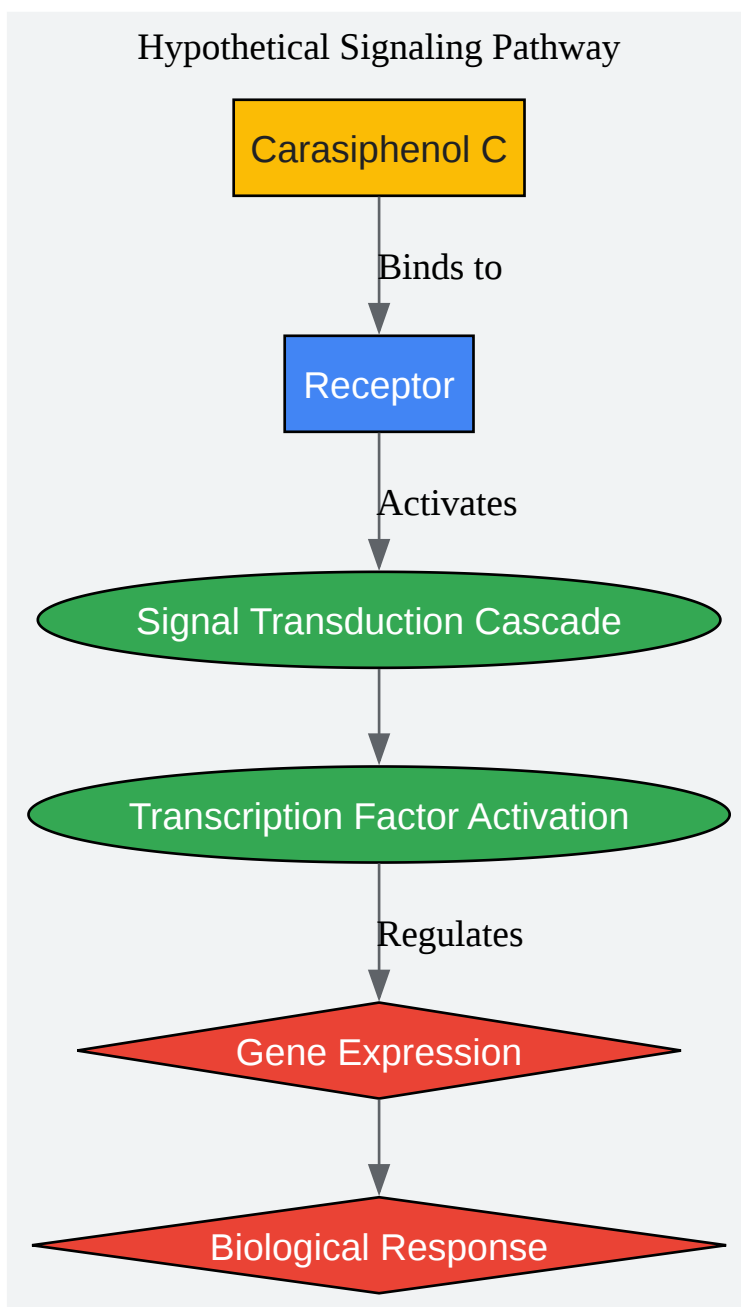 Hypothetical Signaling Pathway
Carasiphenol C
Binds to
Receptor
Activates
Signal Transduction Cascade
Transcription Factor Activation
Regulates
Gene Expression
Biological Response